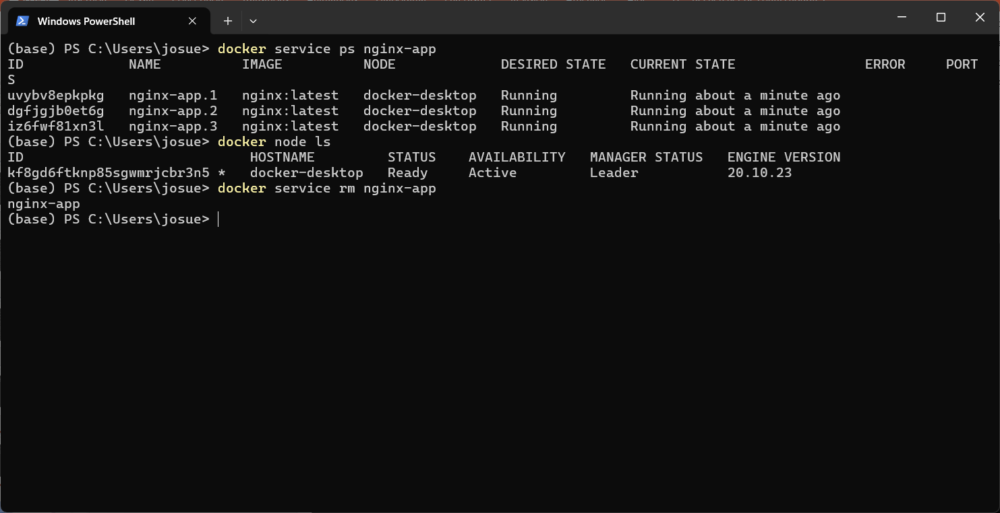 Windows PowerShell
(base) PS C:\Users\josue> docker service ps nginx-app
ID             NAME          IMAGE          NODE             DESIRED STATE   CURRENT STATE                ERROR     PORT
S
uvybv8epkpkg   nginx-app.1   nginx:latest   docker-desktop   Running         Running about a minute ago
dgfjgjb0et6g   nginx-app.2   nginx:latest   docker-desktop   Running         Running about a minute ago
iz6fwf81xn3l   nginx-app.3   nginx:latest   docker-desktop   Running         Running about a minute ago
(base) PS C:\Users\josue> docker node ls
ID                            HOSTNAME         STATUS    AVAILABILITY   MANAGER STATUS   ENGINE VERSION
kf8gd6ftknp85sgwmrjcbr3n5 *   docker-desktop   Ready     Active         Leader           20.10.23
(base) PS C:\Users\josue> docker service rm nginx-app
nginx-app
(base) PS C:\Users\josue>